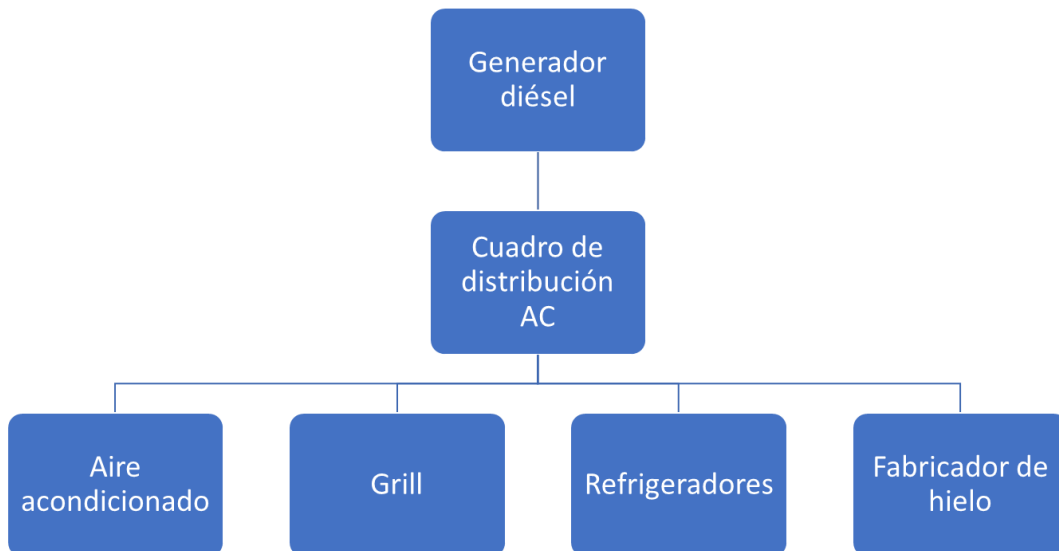 Generador
diésel
Cuadro de
distribución
AC
Aire
acondicionado
Grill
Refrigeradores
Fabricador de
hielo